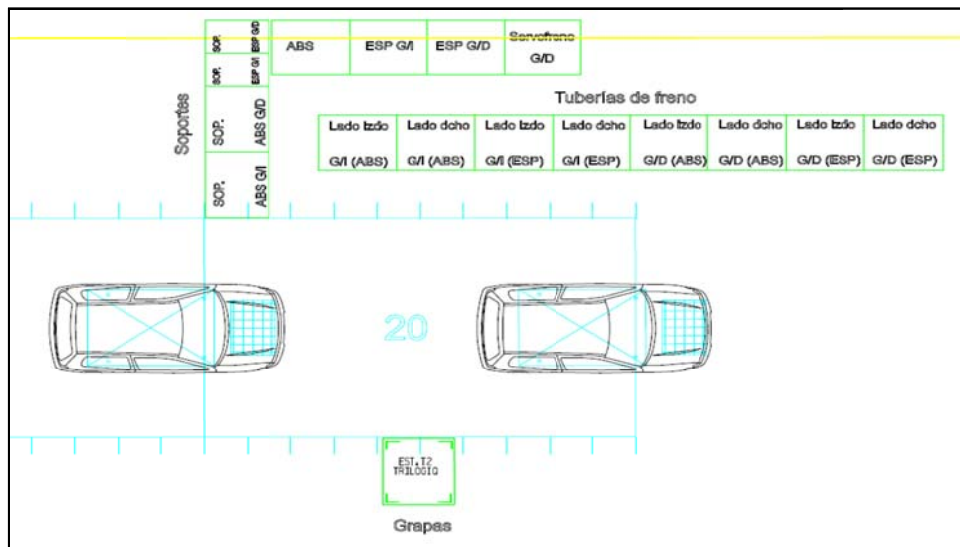 SOP. ESP G/D
SOP. ESP G/I
SOP. ABS G/D
SOP. ABS G/I
Soportes
ABS
ESP G/I
ESP G/D
Servofreno
G/D
Tuberías de freno
Lado Izdo Lado dcho Lado Izdo Lado dcho Lado Izdo Lado dcho Lado Izdo Lado dcho
G/I (ABS) G/I (ABS) G/I (ESP) G/I (ESP) G/D (ABS) G/D (ABS) G/D (ESP) G/D (ESP)
20
EST.T2
TRILOGIQ
Grapas